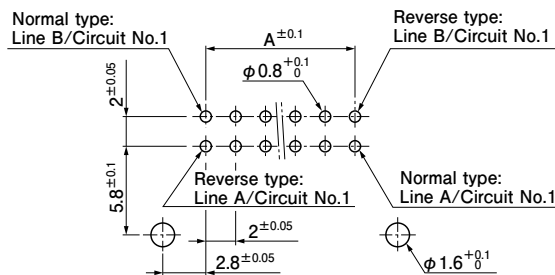 Normal type:
Line B/Circuit No.1
Reverse type:
Line B/Circuit No.1
A±0.1
φ0.8+0.1 0
2±0.05
5.8±0.1
Reverse type:
Line A/Circuit No.1
Normal type:
Line A/Circuit No.1
2±0.05
2.8±0.05
φ1.6+0.1 0